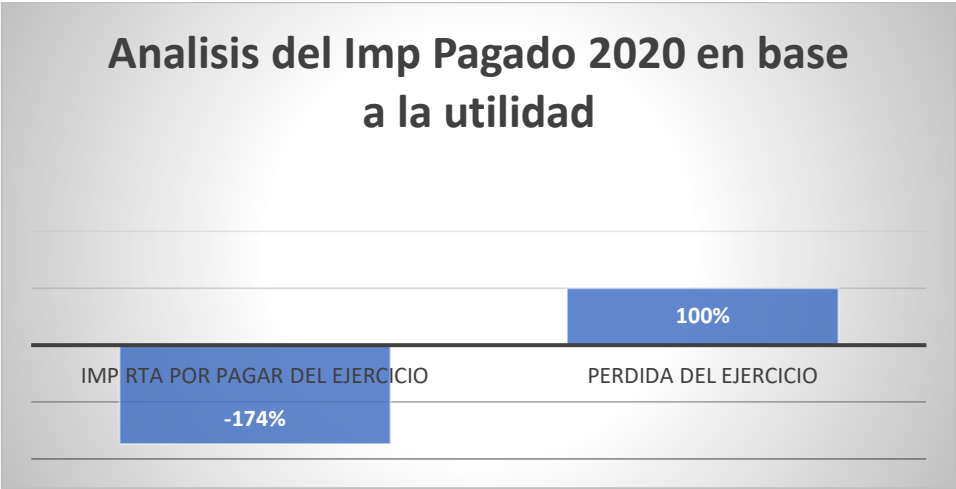 Analisis del Imp Pagado 2020 en base
a la utilidad
100%
IMP RTA POR PAGAR DEL EJERCICIO
PERDIDA DEL EJERCICIO
-174%